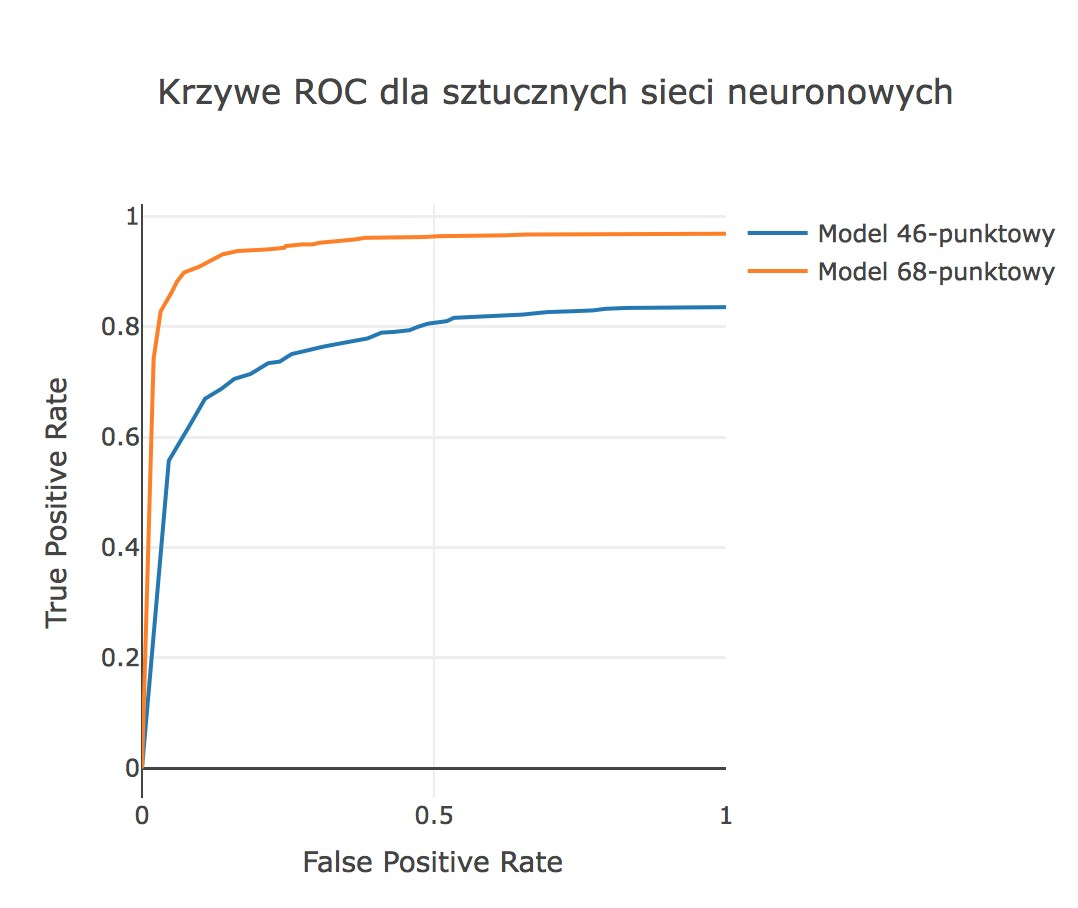 Krzywe ROC dla sztucznych sieci neuronowych
Model 46-punktowy
Model 68-punktowy
True Positive Rate
1
0.8
0.6
0.4
0.2
0
0
0.5
1
False Positive Rate